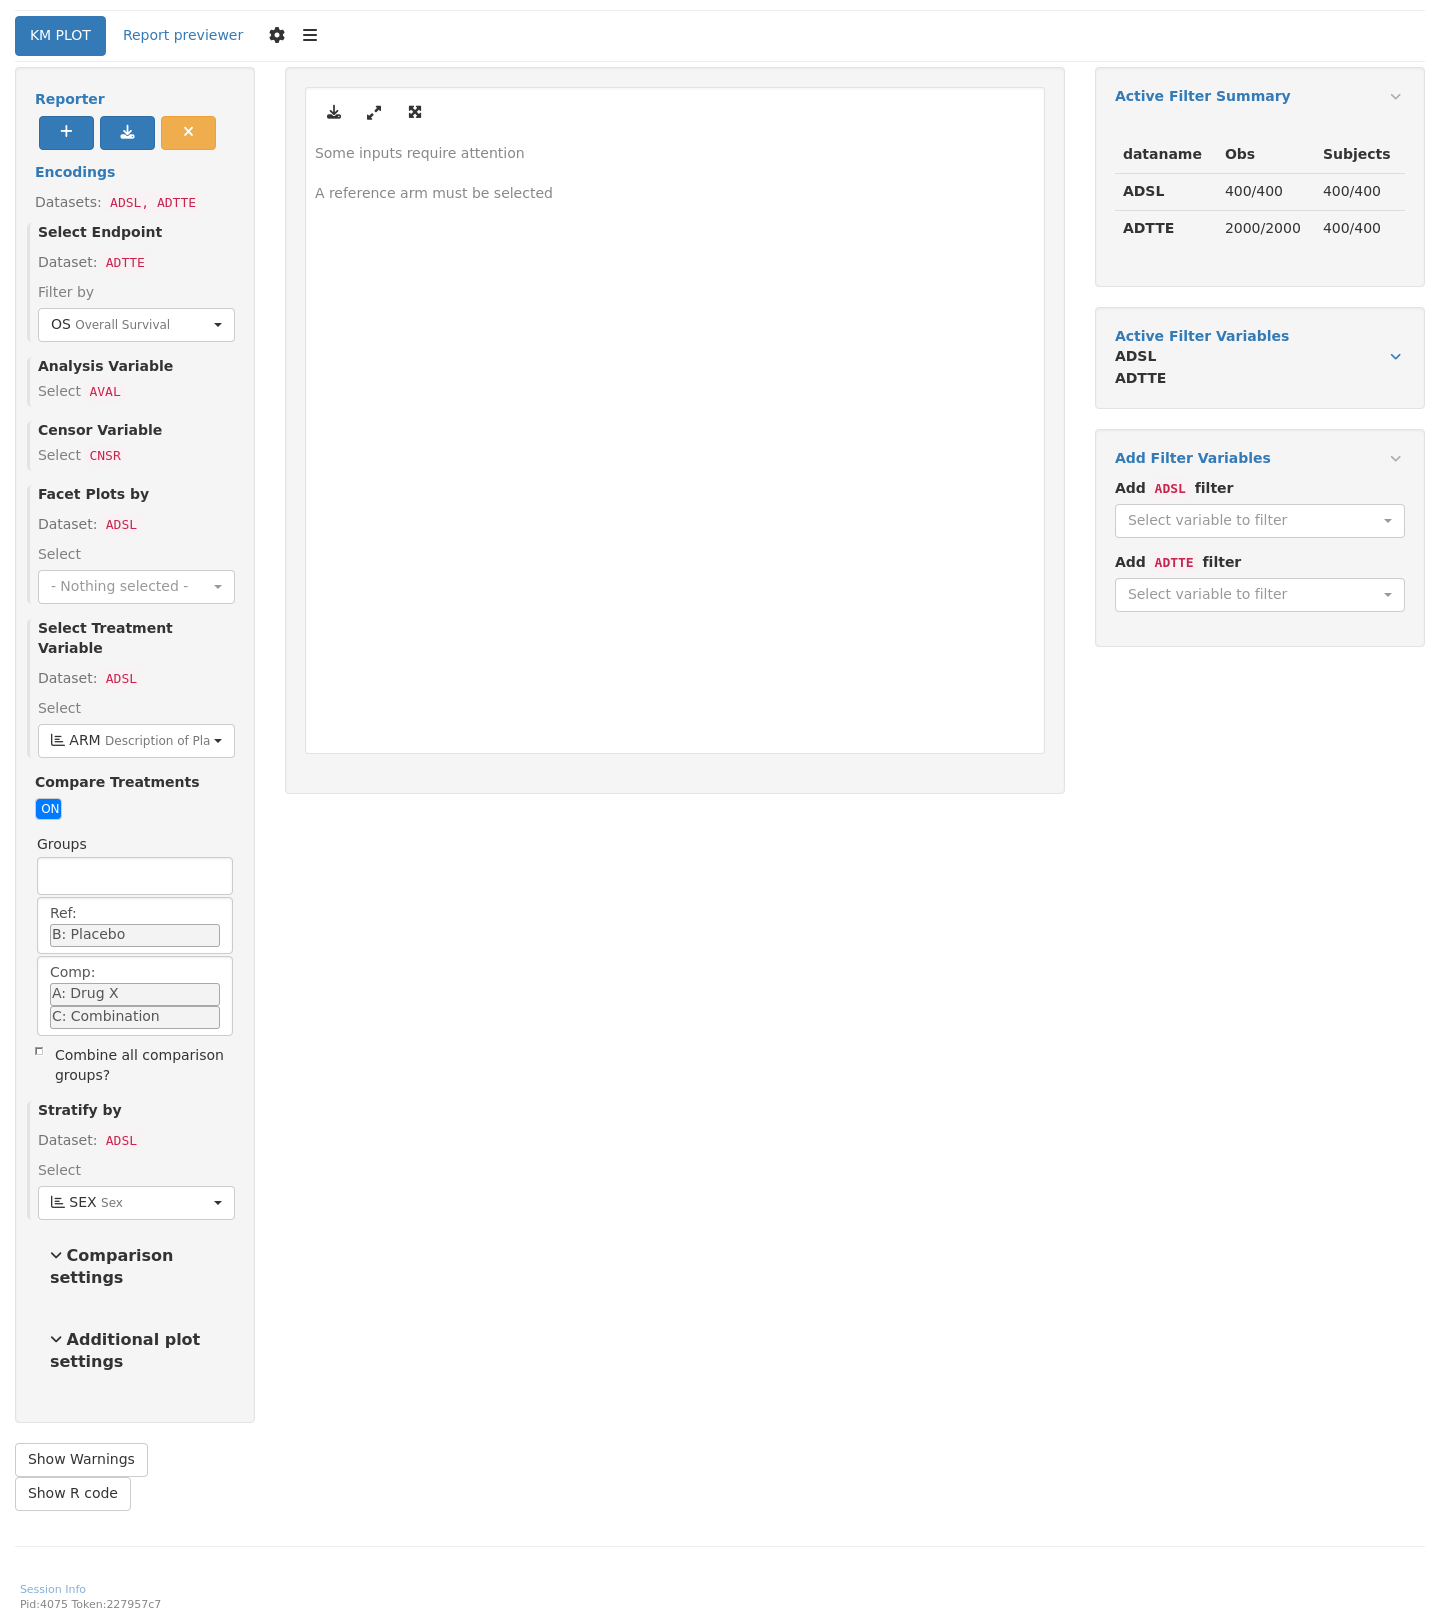 KM PLOT
Report previewer
Reporter
Encodings
Datasets: ADSL, ADTTE
Select Endpoint
Dataset: ADTTE
Filter by
OS Overall Survival
Analysis Variable
Select AVAL
Censor Variable
Select CNSR
Facet Plots by
Dataset: ADSL
Select
- Nothing selected -
Select Treatment
Variable
Dataset: ADSL
Select
ARM Description of Pla
Compare Treatments
ON
Groups
Ref:
B: Placebo
Comp:
A: Drug X
C: Combination
Combine all comparison
groups?
Stratify by
Dataset: ADSL
Select
SEX Sex
Comparison
settings
Additional plot
settings
Show Warnings
Show R code
Some inputs require attention
A reference arm must be selected
Active Filter Summary
dataname Obs Subjects
ADSL 400/400 400/400
ADTTE 2000/2000 400/400
Active Filter Variables
ADSL
ADTTE
Add Filter Variables
Add ADSL filter
Select variable to filter
Add ADTTE filter
Select variable to filter
Session Info
Pid:4075 Token:227957c7